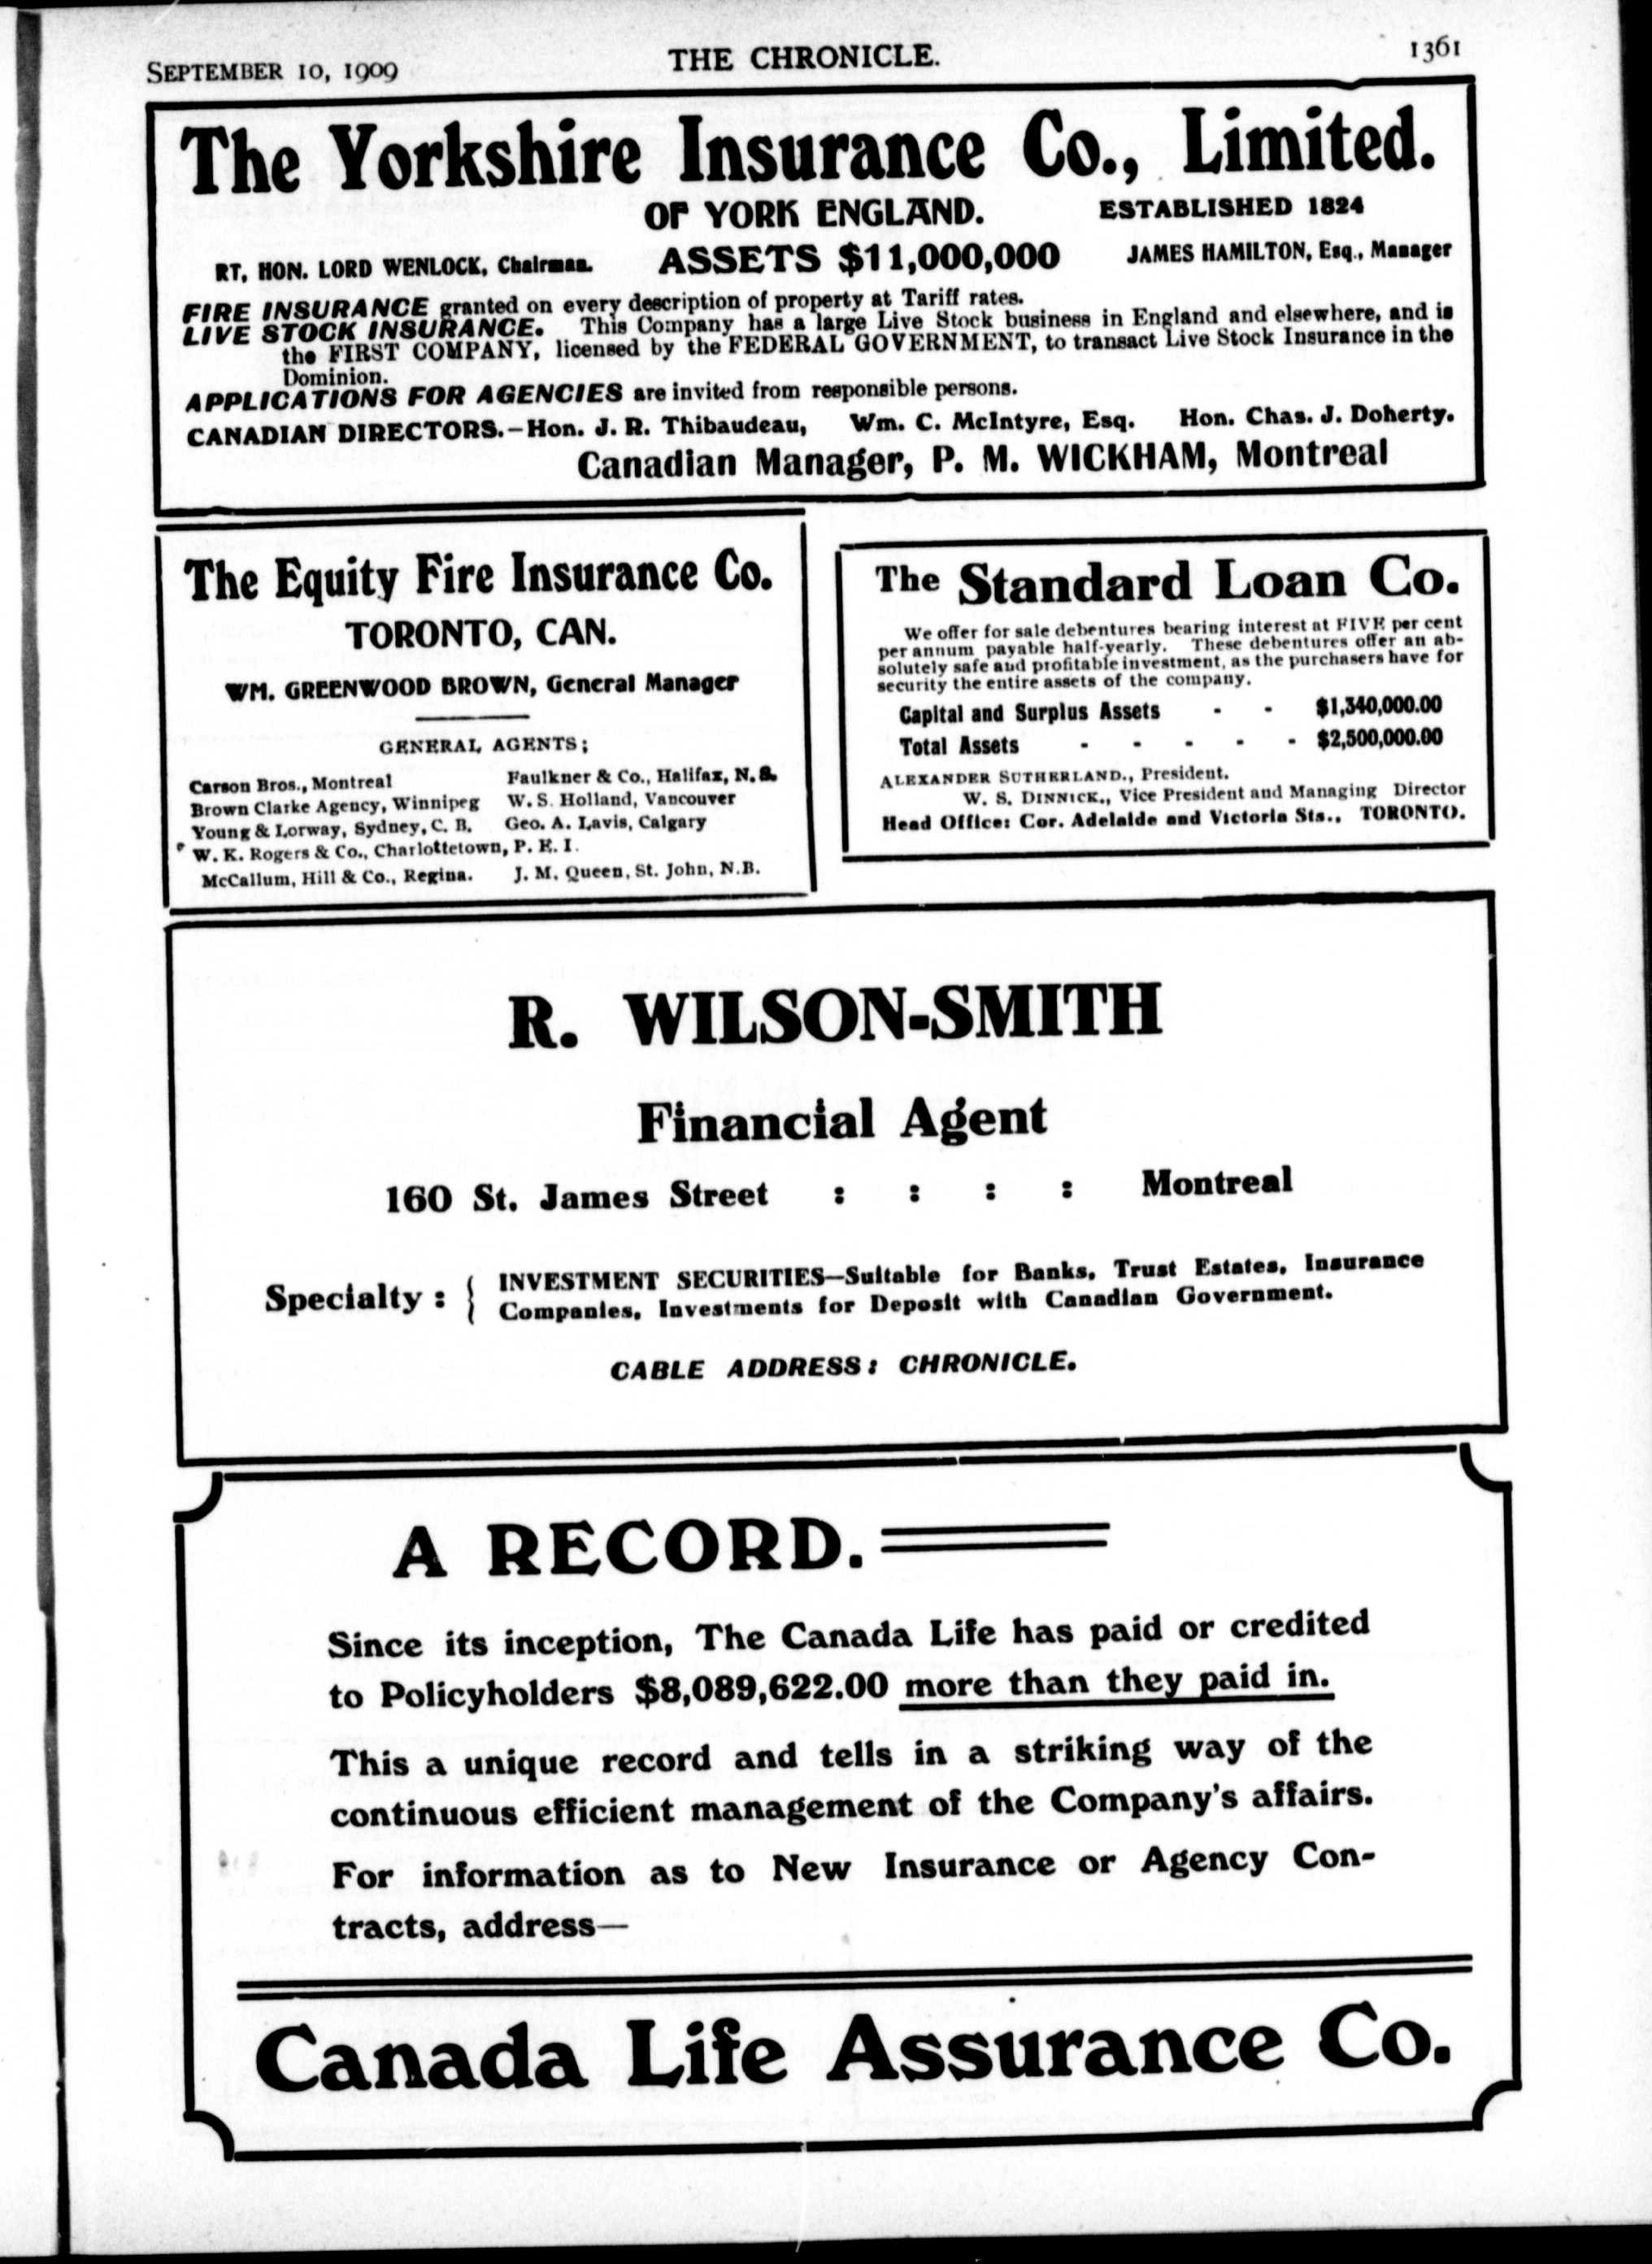 SEPTEMBER 10, 1909
THE CHRONICLE.
1361
The Yorkshire Insurance Co., Limited.
OF YORK ENGLAND.
ESTABLISHED 1824
RT. HON. LORD WENLOCK, Chairman.
ASSETS $11,000,000
JAMES HAMILTON, Esq., Manager
FIRE INSURANCE granted on every description of property at Tariff rates.
LIVE STOCK INSURANCE. This Company has a large Live Stock business in England and elsewhere, and is
the FIRST COMPANY, licensed by the FEDERAL GOVERNMENT, to transact Live Stock Insurance in the
Dominion.
APPLICATIONS FOR AGENCIES are invited from responsible persons.
CANADIAN DIRECTORS.—Hon. J. R. Thibaudeau, Wm. C. McIntyre, Esq. Hon. Chas. J. Doherty.
Canadian Manager, P. M. WICKHAM, Montreal
The Equity Fire Insurance Co.
TORONTO, CAN.
WM. GREENWOOD BROWN, General Manager
GENERAL AGENTS;
Carson Bros., Montreal Faulkner & Co., Halifax, N.S.
Brown Clarke Agency, Winnipeg W. S. Holland, Vancouver
Young & Lorway, Sydney, C. B. Geo. A. Lavis, Calgary
W. K. Rogers & Co., Charlottetown, P. E. I.
McCallum, Hill & Co., Regina. J. M. Queen, St. John, N.B.
The Standard Loan Co.
We offer for sale debentures bearing interest at FIVE per cent
per annum payable half-yearly. These debentures offer an ab-
solutely safe and profitable investment, as the purchasers have for
security the entire assets of the company.
Capital and Surplus Assets - - $1,340,000.00
Total Assets - - - - - $2,500,000.00
ALEXANDER SUTHERLAND., President.
W. S. DINNICK., Vice President and Managing Director
Head Office: Cor. Adelaide and Victoria Sts., TORONTO.
R. WILSON-SMITH
Financial Agent
160 St. James Street : : : : Montreal
Specialty : { INVESTMENT SECURITIES—Suitable for Banks, Trust Estates, Insurance
Companies, Investments for Deposit with Canadian Government.
CABLE ADDRESS: CHRONICLE.
A RECORD.
Since its inception, The Canada Life has paid or credited
to Policyholders $8,089,622.00 more than they paid in.
This a unique record and tells in a striking way of the
continuous efficient management of the Company's affairs.
For information as to New Insurance or Agency Con-
tracts, address—
Canada Life Assurance Co.